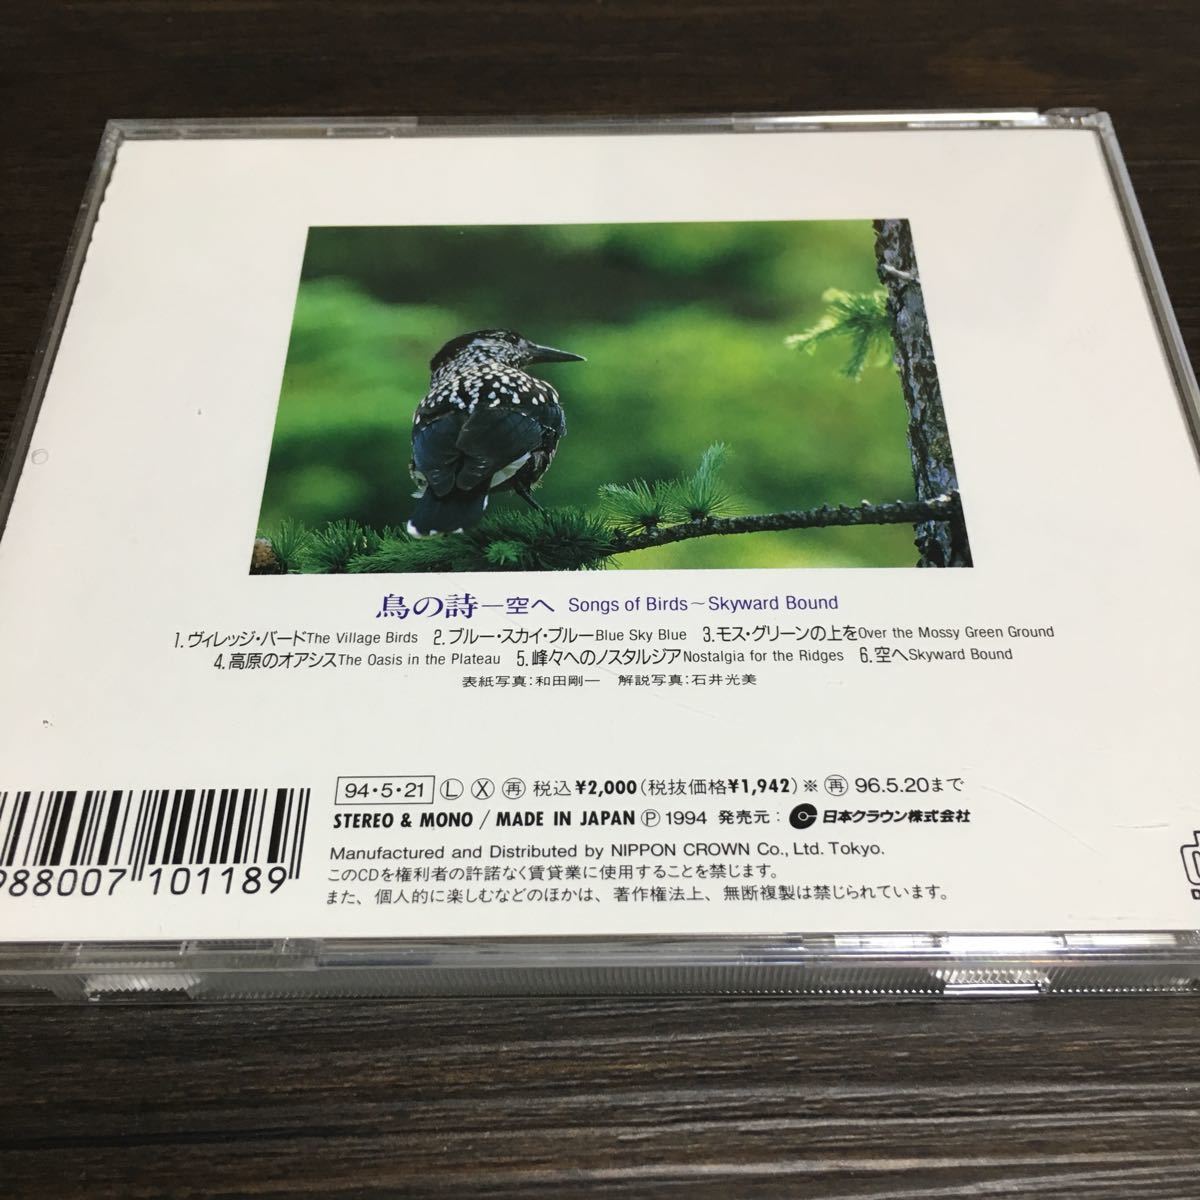 鳥の詩―空へ Songs of Birds~Skyward Bound
1.ヴィレッジ・バードThe Village Birds 2.ブルー・スカイ・ブルーBlue Sky Blue 3.モス・グリーンの上をOver the Mossy Green Ground
4.高原のオアシスThe Oasis in the Plateau 5.峰々へのノスタルジアNostalgia for the Ridges 6.空へSkyward Bound
表紙写真:和田剛一 解説写真:石井光美
94・5・21 Ⓛ Ⓧ ㊢ 税込¥2,000(税抜価格¥1,942)※ 再 96.5.20まで
STEREO & MONO / MADE IN JAPAN Ⓟ 1994 発売元: 日本クラウン株式会社
Manufactured and Distributed by NIPPON CROWN Co., Ltd. Tokyo.
このCDを権利者の許諾なく賃貸業に使用することを禁じます。
また、個人的に楽しむなどのほかは、著作権法上、無断複製は禁じられています。
988007 101189